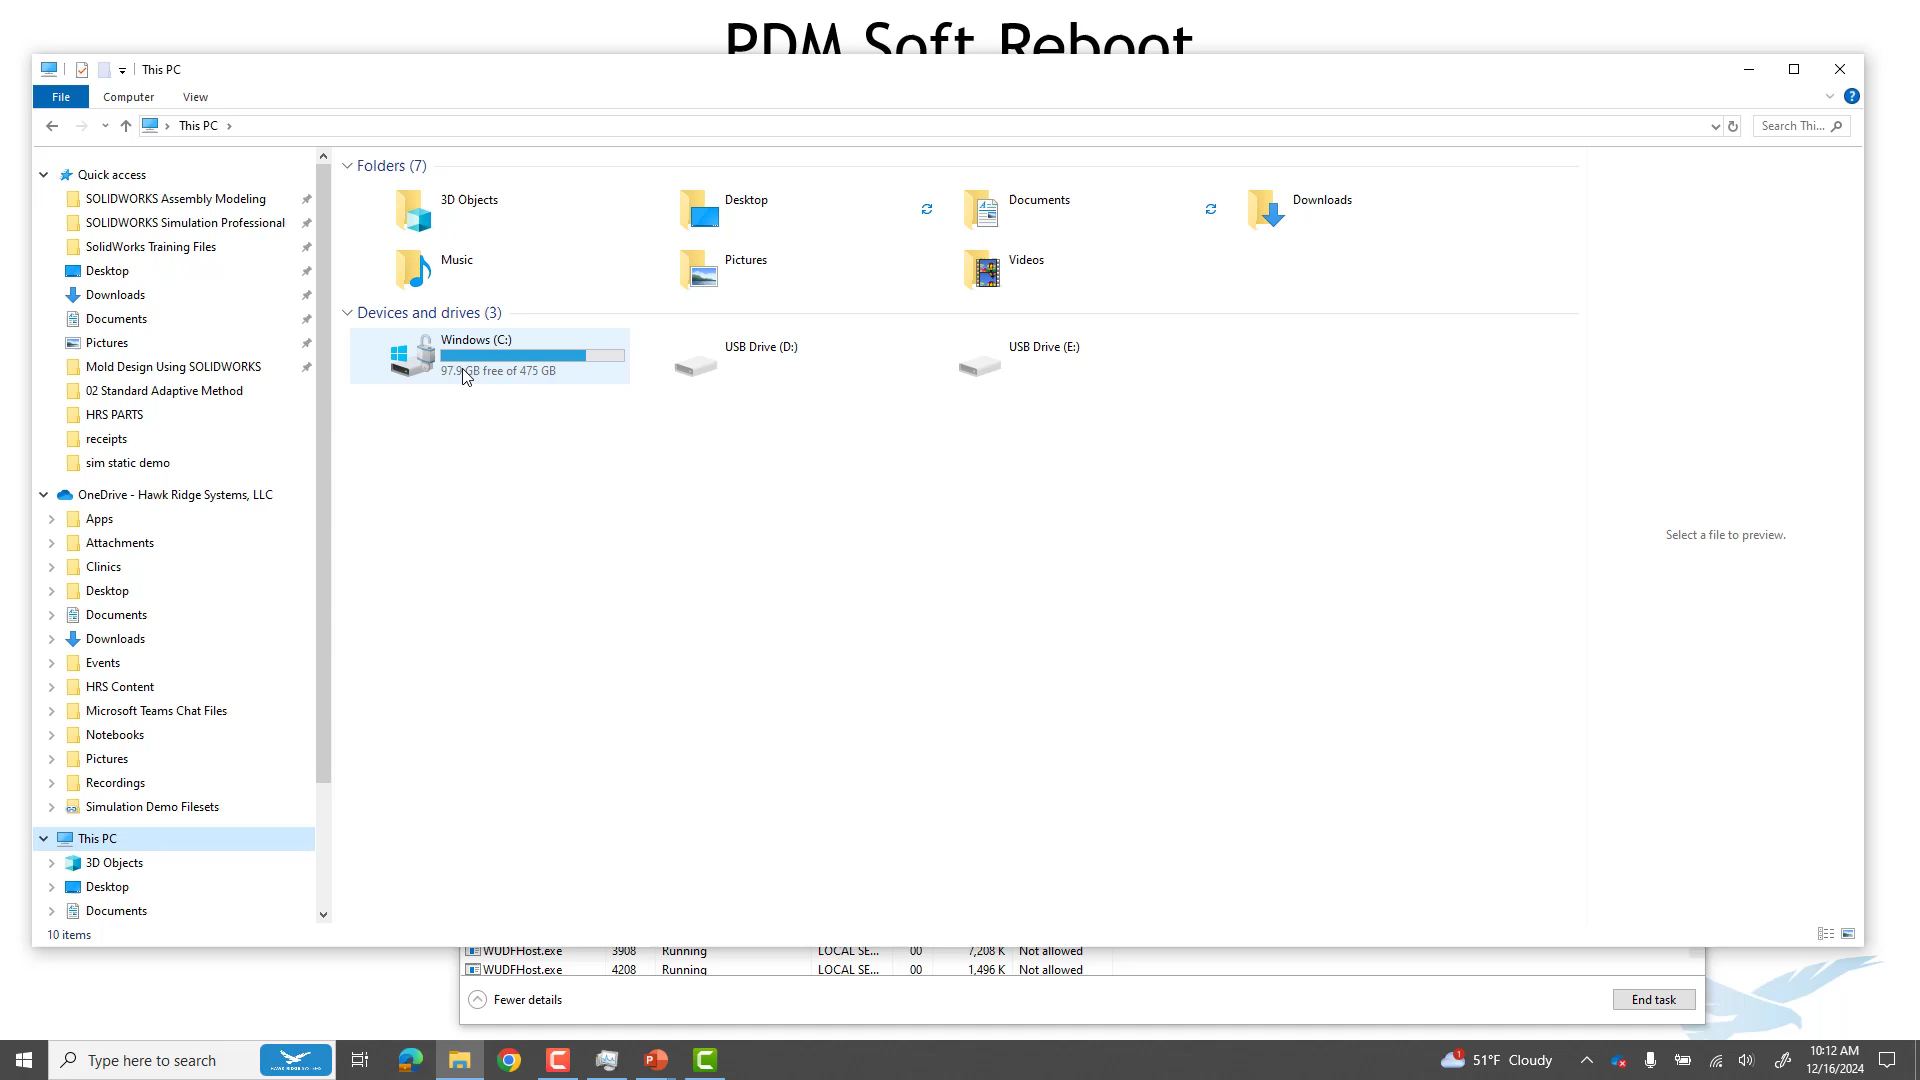 PDM Soft Reboot
This PC
File
Computer
View
This PC
Search Thi...
Quick access
SOLIDWORKS Assembly Modeling
SOLIDWORKS Simulation Professional
SolidWorks Training Files
Desktop
Downloads
Documents
Pictures
Mold Design Using SOLIDWORKS
02 Standard Adaptive Method
HRS PARTS
receipts
sim static demo
OneDrive - Hawk Ridge Systems, LLC
Apps
Attachments
Clinics
Desktop
Documents
Downloads
Events
HRS Content
Microsoft Teams Chat Files
Notebooks
Pictures
Recordings
Simulation Demo Filesets
This PC
3D Objects
Desktop
Documents
10 items
Folders (7)
3D Objects
Desktop
Documents
Downloads
Music
Pictures
Videos
Devices and drives (3)
Windows (C:)
97.9 GB free of 475 GB
USB Drive (D:)
USB Drive (E:)
Select a file to preview.
WUDFHost.exe 3908 Running LOCAL SE... 00 7,208 K Not allowed
WUDFHost.exe 4208 Running LOCAL SE... 00 1,496 K Not allowed
Fewer details
End task
Type here to search
51°F Cloudy
10:12 AM
12/16/2024